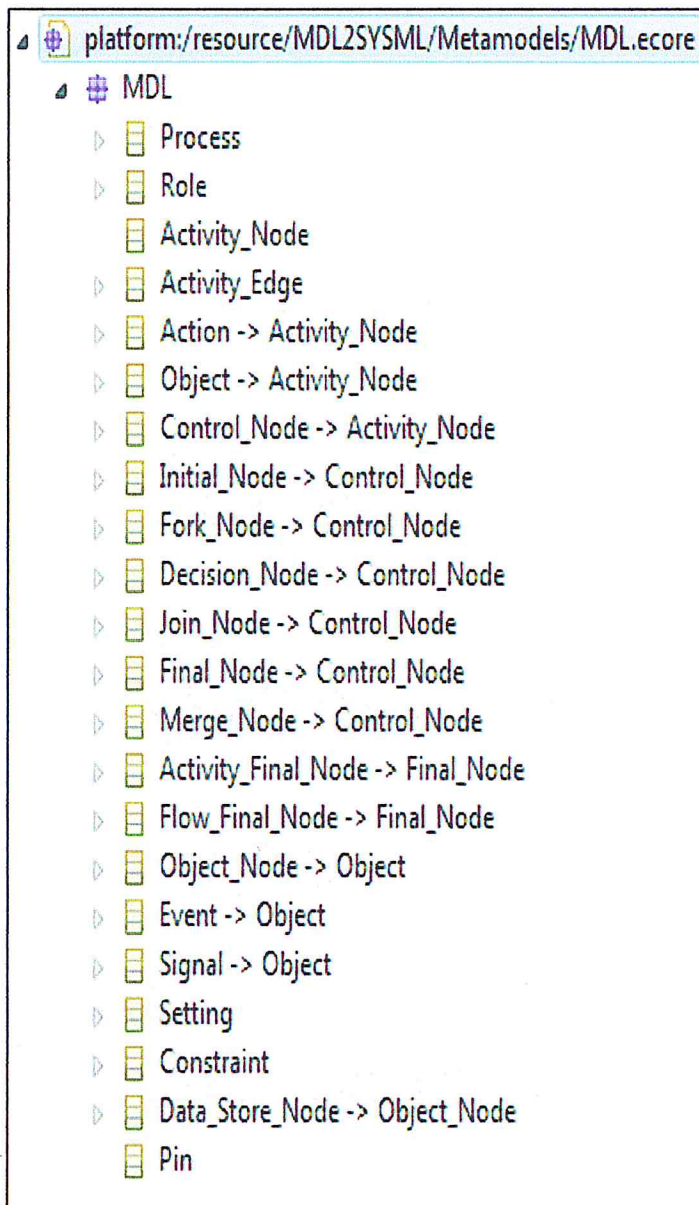 platform:/resource/MDL2SYSML/Metamodels/MDL.ecore
MDL
Process
Role
Activity_Node
Activity_Edge
Action -> Activity_Node
Object -> Activity_Node
Control_Node -> Activity_Node
Initial_Node -> Control_Node
Fork_Node -> Control_Node
Decision_Node -> Control_Node
Join_Node -> Control_Node
Final_Node -> Control_Node
Merge_Node -> Control_Node
Activity_Final_Node -> Final_Node
Flow_Final_Node -> Final_Node
Object_Node -> Object
Event -> Object
Signal -> Object
Setting
Constraint
Data_Store_Node -> Object_Node
Pin